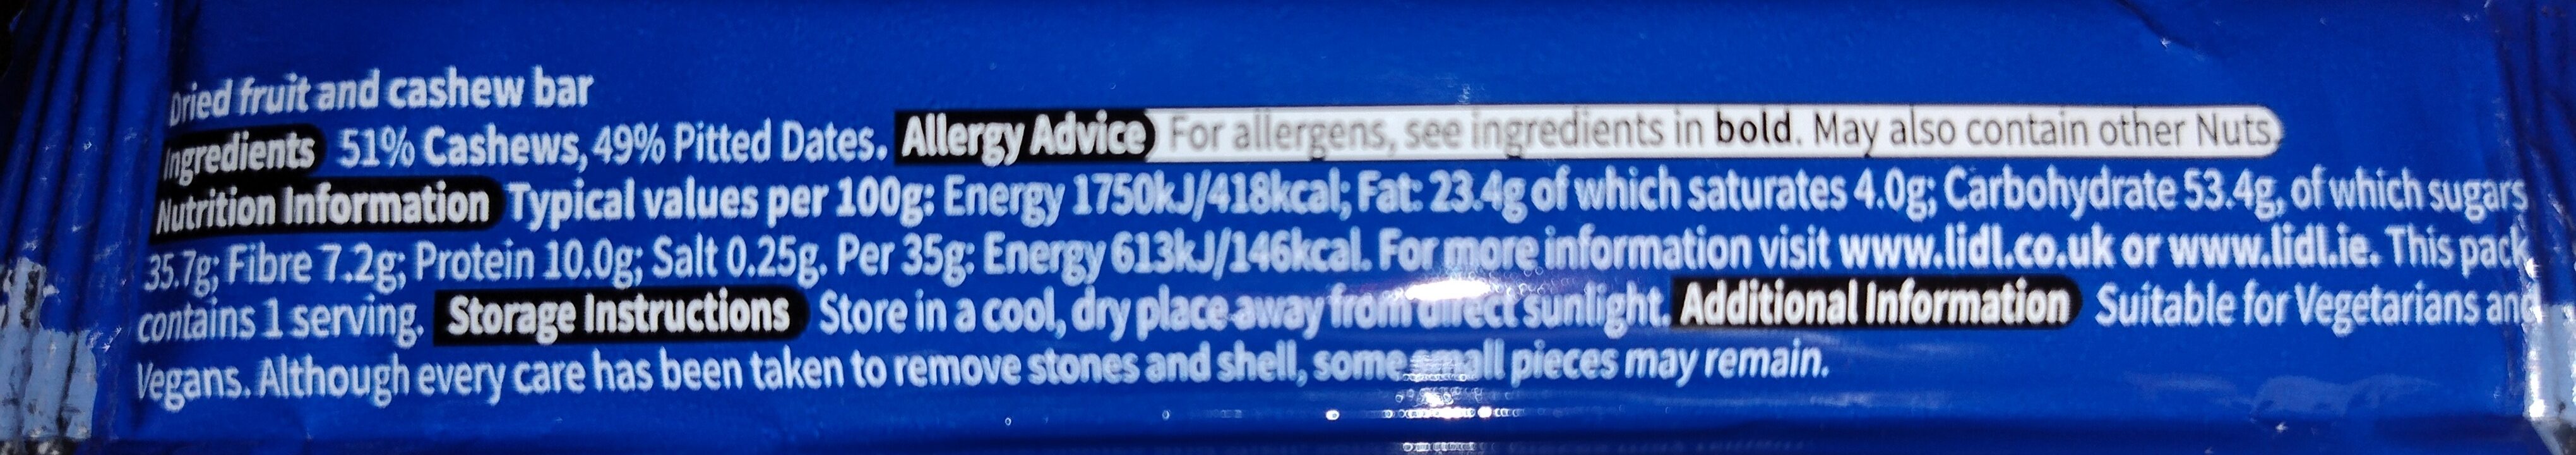 Dried fruit and cashew bar
Ingredients 51% Cashews, 49% Pitted Dates. Allergy Advice For allergens, see ingredients in bold. May also contain other Nuts.
Nutrition Information Typical values per 100g: Energy 1750kJ/418kcal; Fat: 23.4g of which saturates 4.0g; Carbohydrate 53.4g, of which sugars
35.7g; Fibre 7.2g; Protein 10.0g; Salt 0.25g. Per 35g: Energy 613kJ/146kcal. For more information visit www.lidl.co.uk or www.lidl.ie. This pack
contains 1 serving. Storage Instructions Store in a cool, dry place away from direct sunlight. Additional Information Suitable for Vegetarians and
Vegans. Although every care has been taken to remove stones and shell, some small pieces may remain.